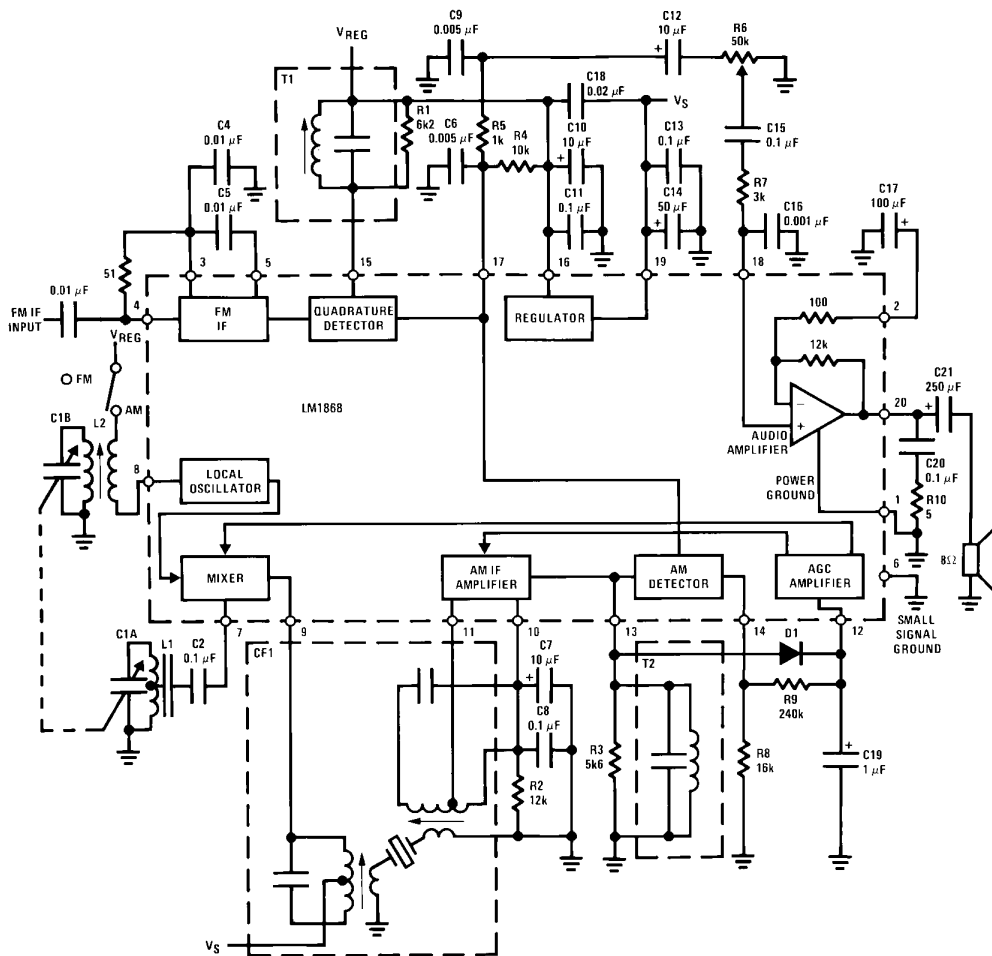 C9
0.005 μF
C12
10 μF
+
R6
50k
VREG
T1
C18
0.02 μF
VS
R1
6k2
C4
0.01 μF
C6
0.005 μF
R5
1k
R4
10k
C10
10 μF
+
C13
0.1 μF
C15
0.1 μF
C5
0.01 μF
C11
0.1 μF
C14
50 μF
+
R7
3k
C16
0.001 μF
C17
100 μF
+
51
0.01 μF
3
5
15
17
16
19
18
4
FM IF
INPUT
FM
IF
QUADRATURE
DETECTOR
REGULATOR
100
2
12k
VREG
FM
AM
LM1868
C1B
L2
8
LOCAL
OSCILLATOR
−
+
AUDIO
AMPLIFIER
20
C21
250 μF
+
C20
0.1 μF
POWER
GROUND
1
R10
5
8Ω
6
SMALL
SIGNAL
GROUND
MIXER
AM IF
AMPLIFIER
AM
DETECTOR
AGC
AMPLIFIER
7
9
11
10
13
14
12
C1A
L1
C2
0.1 μF
CF1
C7
10 μF
+
D1
T2
C8
0.1 μF
R9
240k
R3
5k6
R2
12k
R8
16k
C19
1 μF
+
VS